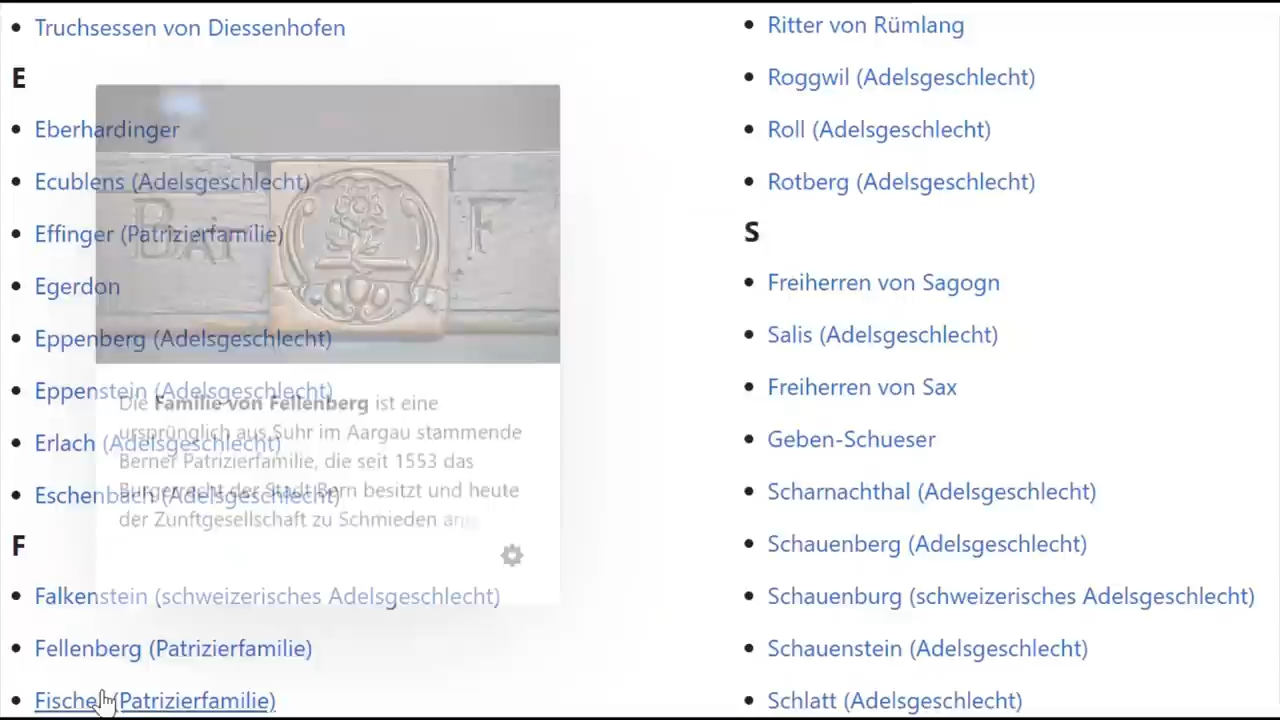 Truchsessen von Diessenhofen
E
Eberhardinger
Ecublens (Adelsgeschlecht)
Effinger (Patrizierfamilie)
Egerdon
Eppenberg (Adelsgeschlecht)
Eppenstein (Adelsgeschlecht)
Erlach (Adelsgeschlecht)
Eschenbach (Adelsgeschlecht)
F
Falkenstein (schweizerisches Adelsgeschlecht)
Fellenberg (Patrizierfamilie)
Fischer (Patrizierfamilie)
F
Die Familie von Fellenberg ist eine
ursprünglich aus Suhr im Aargau stammende
Berner Patrizierfamilie, die seit 1553 das
Burgerrecht der Stadt Bern besitzt und heute
der Zunftgesellschaft zu Schmieden
Ritter von Rümlang
Roggwil (Adelsgeschlecht)
Roll (Adelsgeschlecht)
Rotberg (Adelsgeschlecht)
S
Freiherren von Sagogn
Salis (Adelsgeschlecht)
Freiherren von Sax
Geben-Schueser
Scharnachthal (Adelsgeschlecht)
Schauenberg (Adelsgeschlecht)
Schauenburg (schweizerisches Adelsgeschlecht)
Schauenstein (Adelsgeschlecht)
Schlatt (Adelsgeschlecht)